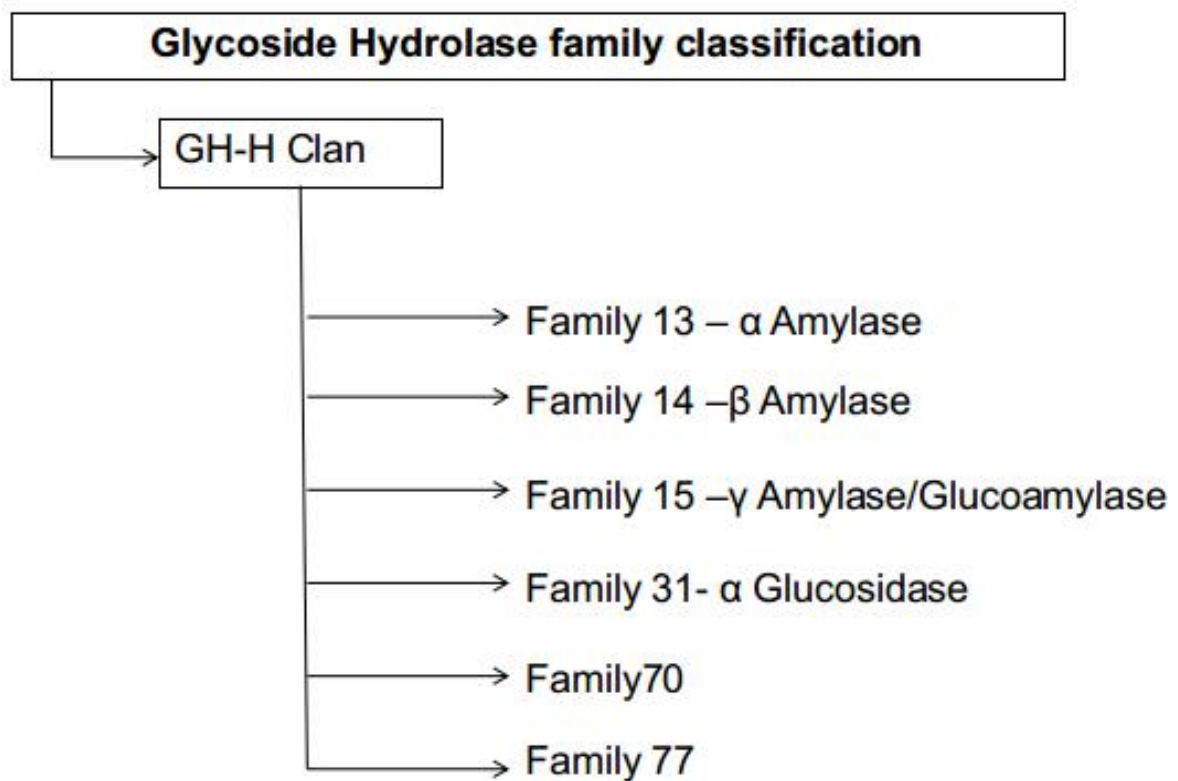 Glycoside Hydrolase family classification
GH-H Clan
Family 13 – α Amylase
Family 14 –β Amylase
Family 15 –γ Amylase/Glucoamylase
Family 31- α Glucosidase
Family70
Family 77